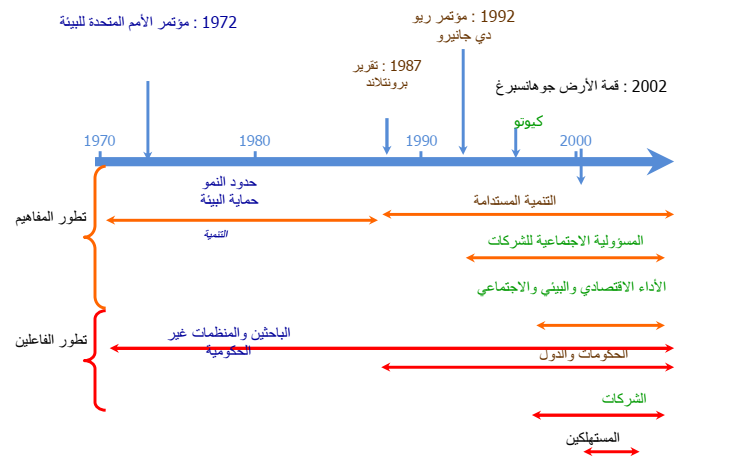 1972 : مؤتمر الأمم المتحدة للبيئة
1992 : مؤتمر ريو
دي جانيرو
1987 : تقرير
برونتلاند
2002 : قمة الأرض جوهانسبرغ
كيوتو
1970
1980
1990
2000
حدود النمو
حماية البيئة
التنمية المستدامة
تطور المفاهيم
التنمية
المسؤولية الاجتماعية للشركات
الأداء الاقتصادي والبيئي والاجتماعي
تطور الفاعلين
الباحثين والمنظمات غير
الحكومية
الحكومات والدول
الشركات
المستهلكين